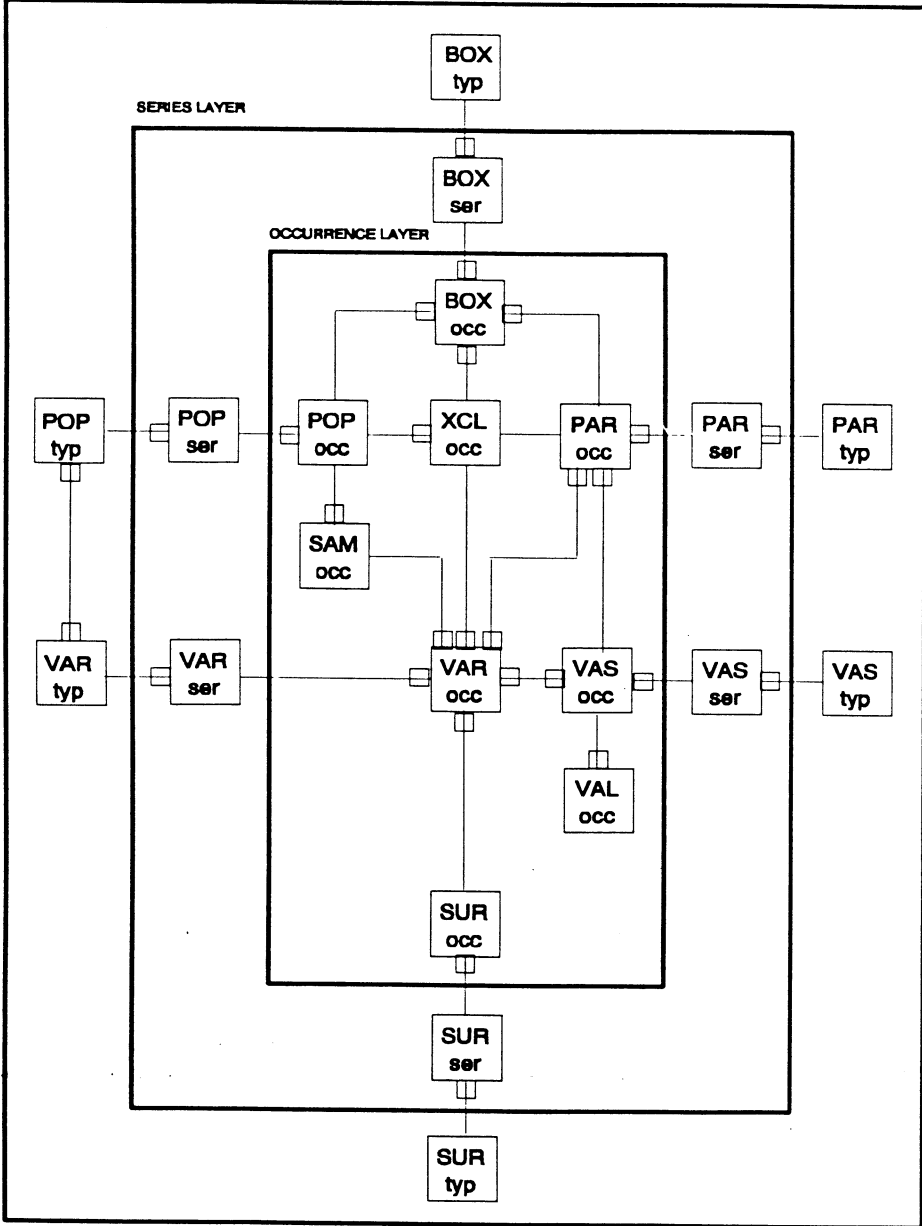 BOX
typ
SERIES LAYER
BOX
ser
OCCURRENCE LAYER
BOX
occ
POP
typ
POP
ser
POP
occ
XCL
occ
PAR
occ
PAR
ser
PAR
typ
SAM
occ
VAR
typ
VAR
ser
VAR
occ
VAS
occ
VAS
ser
VAS
typ
VAL
occ
SUR
occ
SUR
ser
SUR
typ